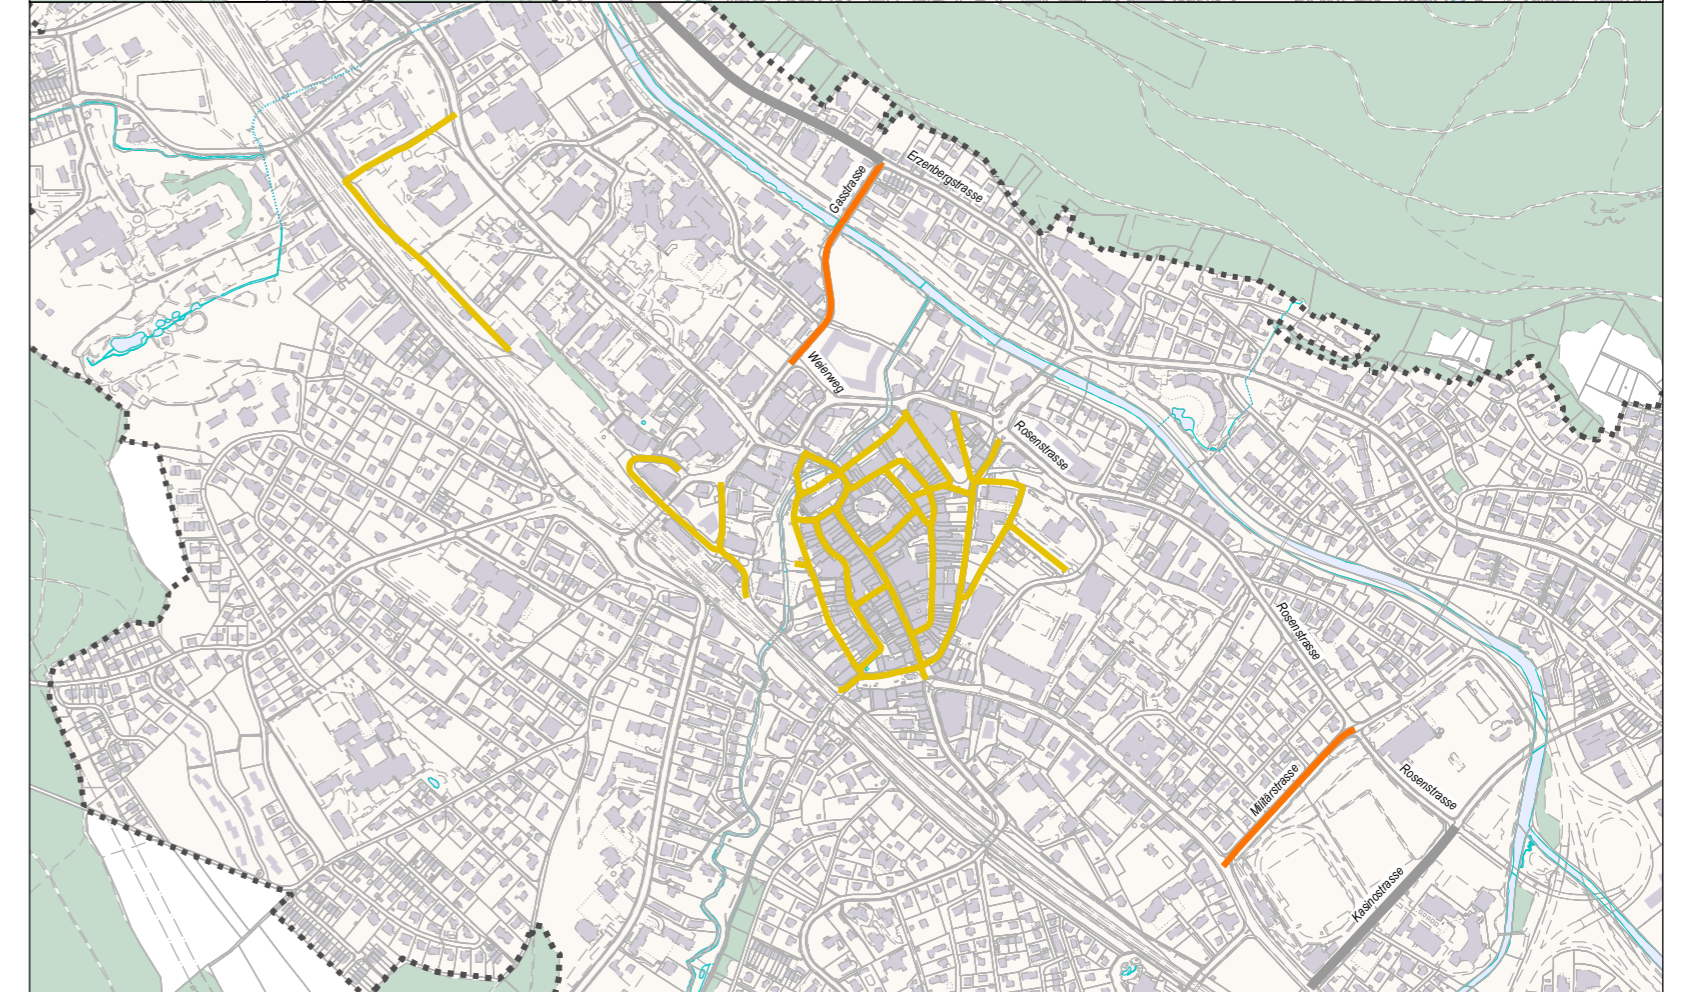 Erzenbergstrasse
Gasstrasse
Weierweg
Rosenstrasse
Rosenstrasse
Militärstrasse
Rosenstrasse
Kasinostrasse